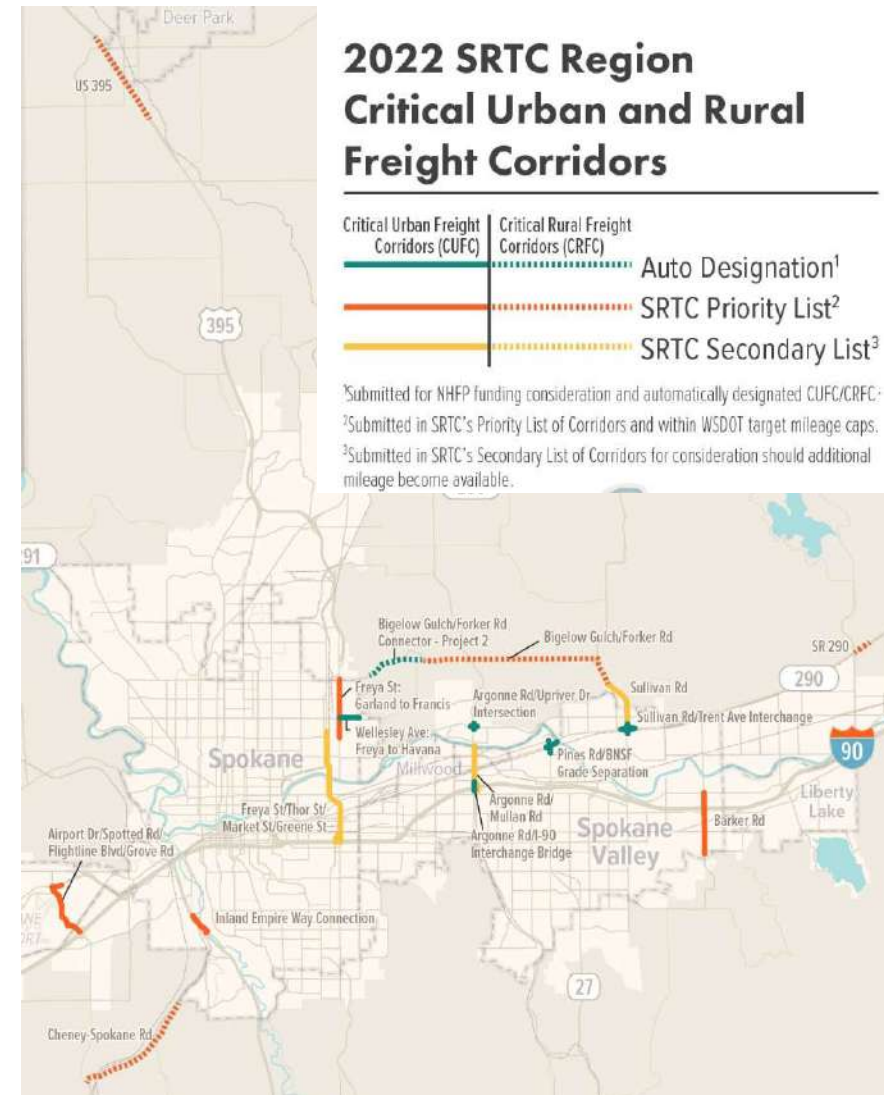 Deer Park
US 395
2022 SRTC Region
Critical Urban and Rural
Freight Corridors
Critical Urban Freight
Corridors (CUFC)
Critical Rural Freight
Corridors (CRFC)
Auto Designation¹
SRTC Priority List²
SRTC Secondary List³
¹Submitted for NHFP funding consideration and automatically designated CUFC/CRFC.
²Submitted in SRTC's Priority List of Corridors and within WSDOT target mileage caps.
³Submitted in SRTC's Secondary List of Corridors for consideration should additional
mileage become available.
395
291
Bigelow Gulch/Forker Rd
Connector - Project 2
Bigelow Gulch/Forker Rd
SR 290
290
Freya St:
Garland to Francis
Argonne Rd/Upriver Dr
Intersection
Sullivan Rd
Sullivan Rd/Trent Ave Interchange
Wellesley Ave:
Freya to Havana
Pines Rd/BNSF
Grade Separation
90
Spokane
Millwood
Freya St/Thor St/
Market St/Greene St
Argonne Rd/
Mullan Rd
Liberty
Lake
Barker Rd
Spokane
Valley
Argonne Rd/I-90
Interchange Bridge
Airport Dr/Spotted Rd/
Flightline Blvd/Grove Rd
Inland Empire Way Connection
27
Cheney-Spokane Rd